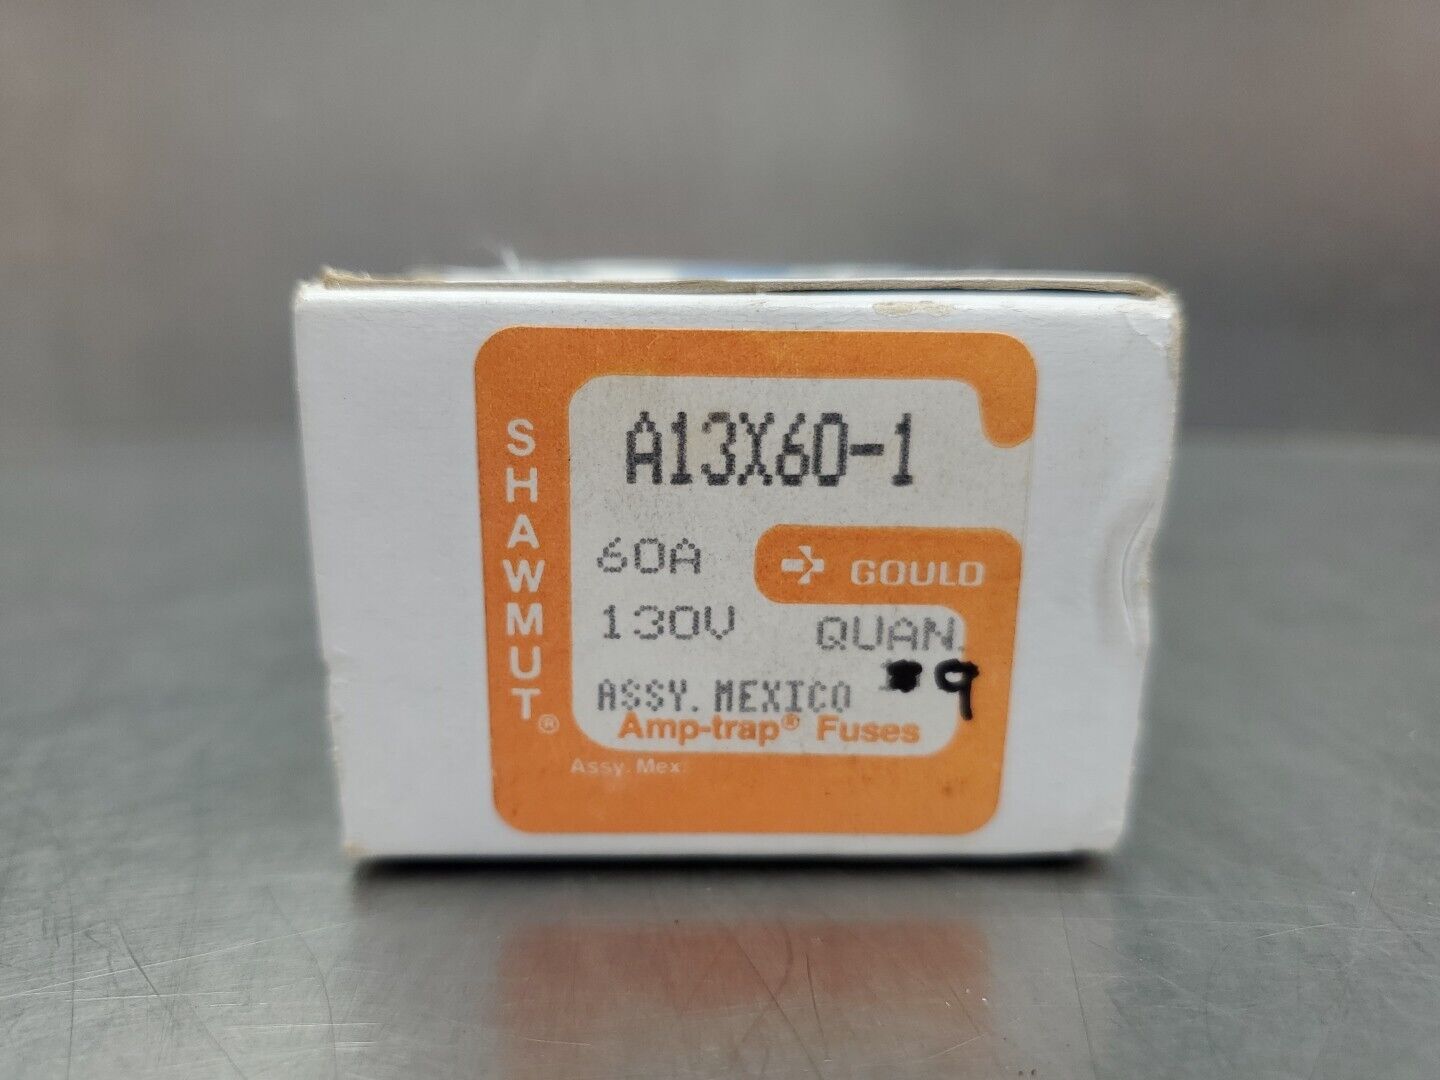 SHAWMUT®
A13X60-1
60A
GOULD
130V
QUAN.
ASSY. MEXICO
9
Amp-trap® Fuses
Assy. Mex.